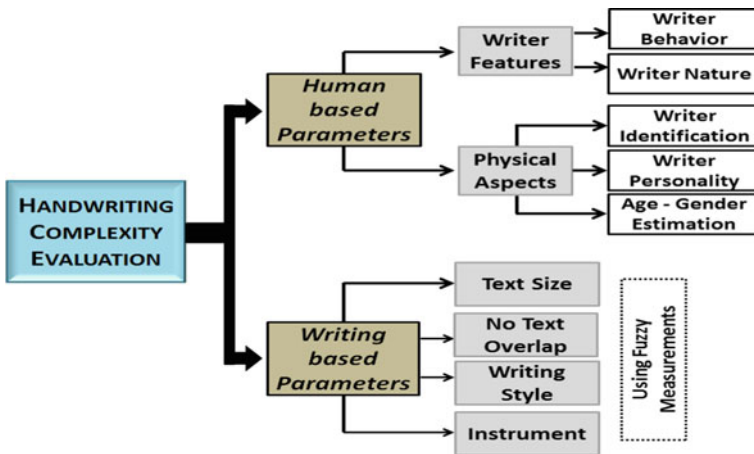 HANDWRITING
COMPLEXITY
EVALUATION
Human
based
Parameters
Writer
Features
Writer
Behavior
Writer Nature
Physical
Aspects
Writer
Identification
Writer
Personality
Age - Gender
Estimation
Writing
based
Parameters
Text Size
No Text
Overlap
Writing
Style
Instrument
Using Fuzzy
Measurements